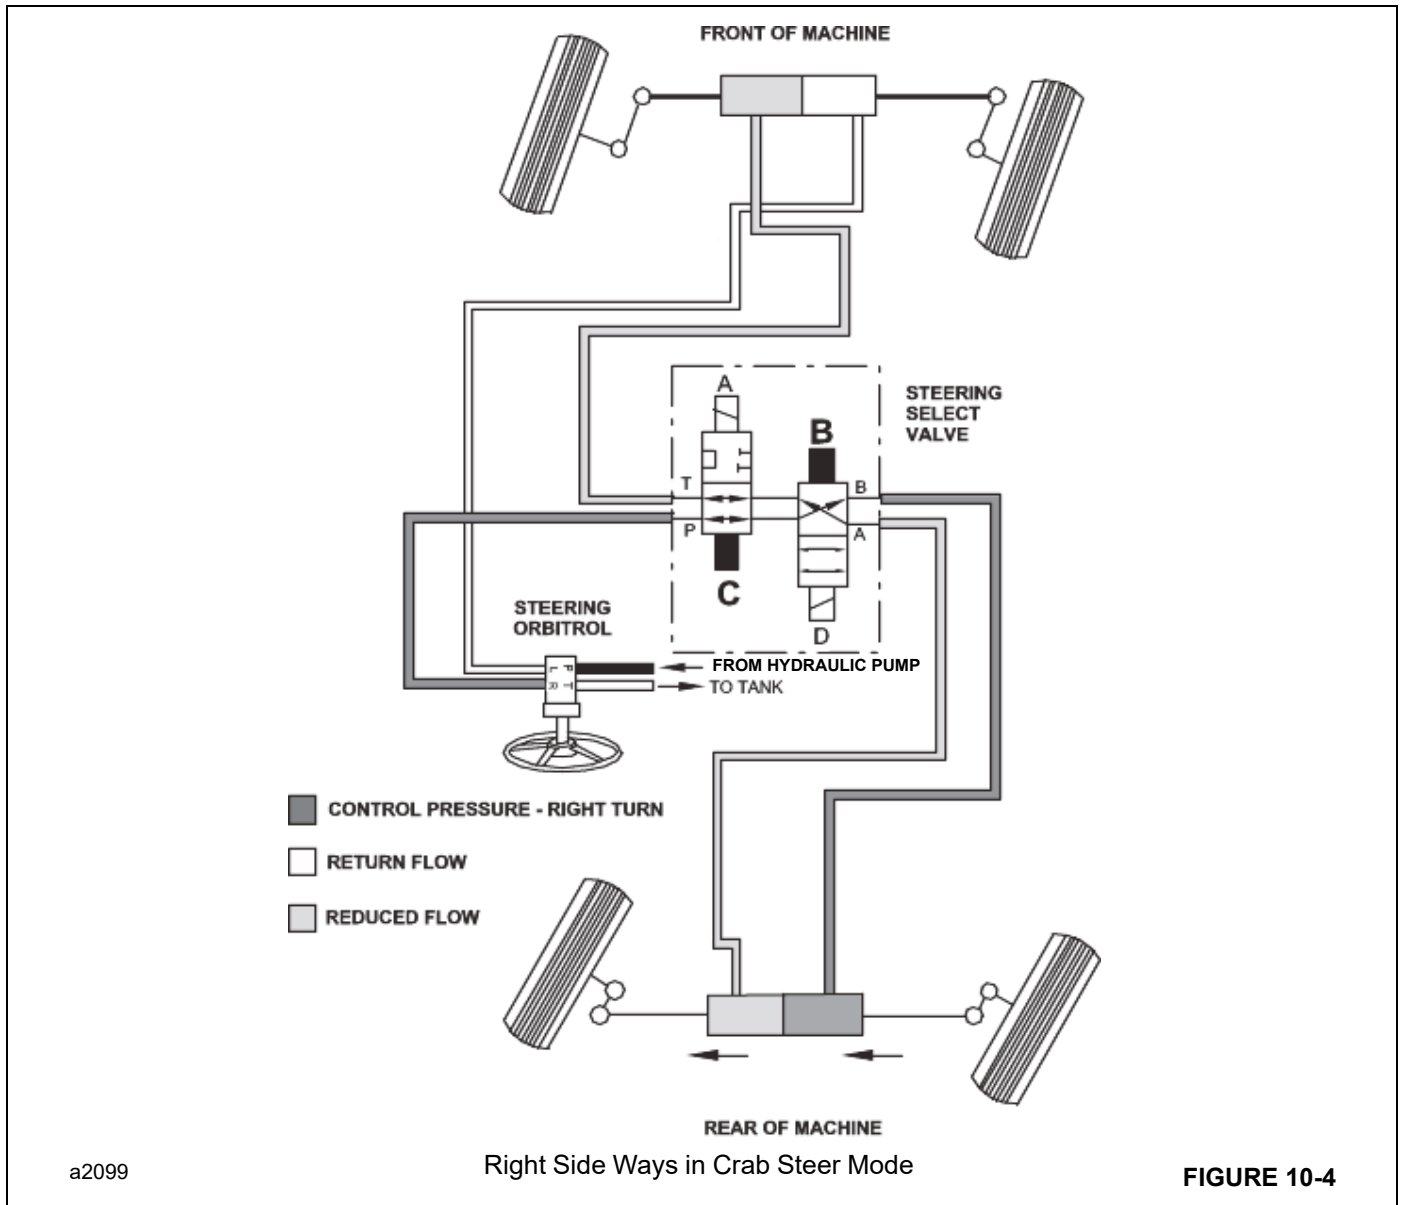 FRONT OF MACHINE
A
STEERING
SELECT
VALVE
B
T
B
P
A
C
D
STEERING
ORBITROL
P
L
T
R
FROM HYDRAULIC PUMP
TO TANK
CONTROL PRESSURE - RIGHT TURN
RETURN FLOW
REDUCED FLOW
REAR OF MACHINE
a2099
Right Side Ways in Crab Steer Mode
FIGURE 10-4